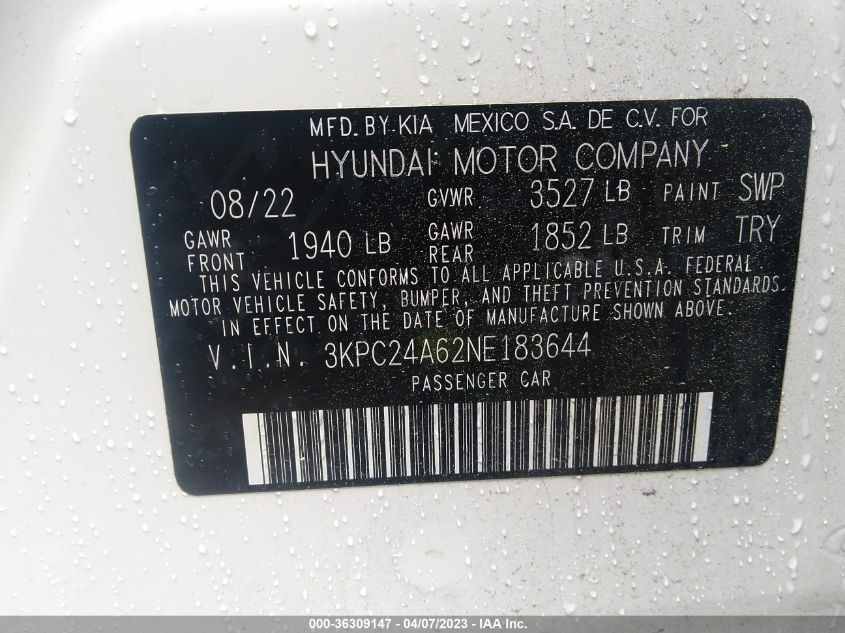 MFD. BY KIA MEXICO S.A. DE C.V. FOR
HYUNDAI MOTOR COMPANY
08/22 GVWR 3527 LB PAINT SWP
GAWR FRONT 1940 LB GAWR REAR 1852 LB TRIM TRY
THIS VEHICLE CONFORMS TO ALL APPLICABLE U.S.A. FEDERAL
MOTOR VEHICLE SAFETY, BUMPER, AND THEFT PREVENTION STANDARDS
IN EFFECT ON THE DATE OF MANUFACTURE SHOWN ABOVE.
V.I.N. 3KPC24A62NE183644
PASSENGER CAR
000-36309147 - 04/07/2023 - IAA Inc.